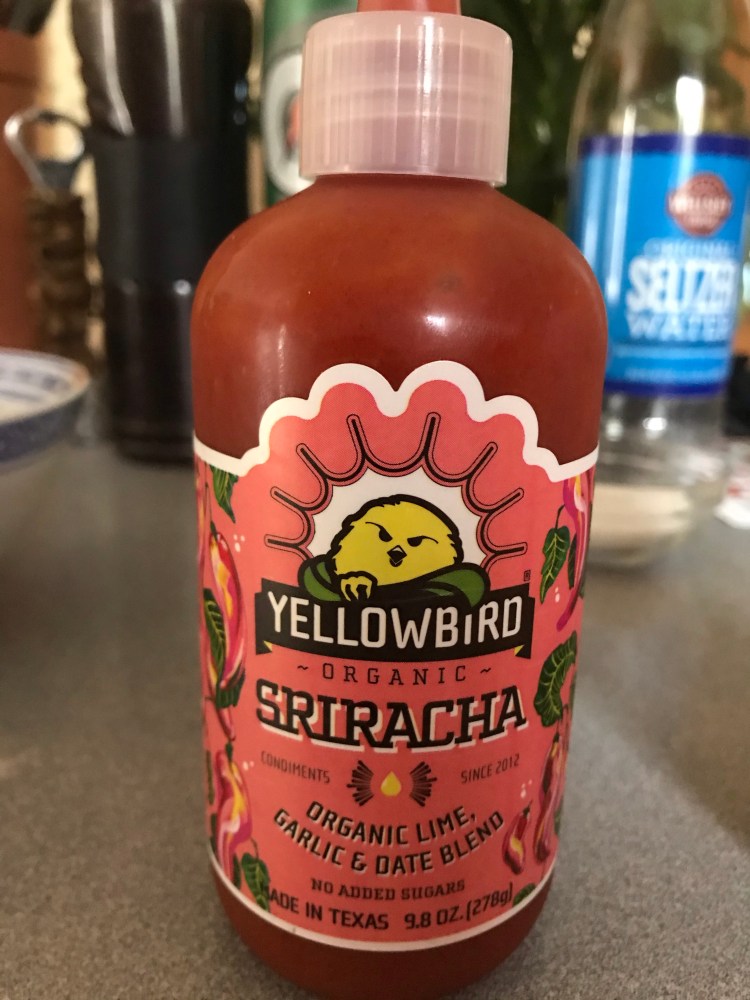 YELLOWBIRD
~ ORGANIC ~
SRIRACHA
CONDIMENTS SINCE 2012
ORGANIC LIME,
GARLIC & DATE BLEND
NO ADDED SUGARS
ADE IN TEXAS 9.8 OZ. (278g)
ORIGINAL
SELTZER
WATER